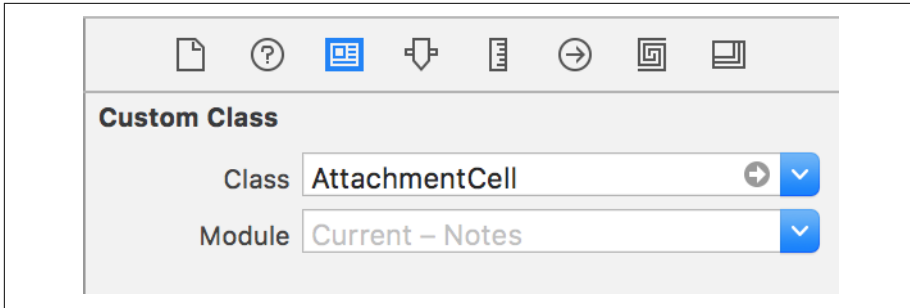 Custom Class
Class AttachmentCell
Module Current – Notes